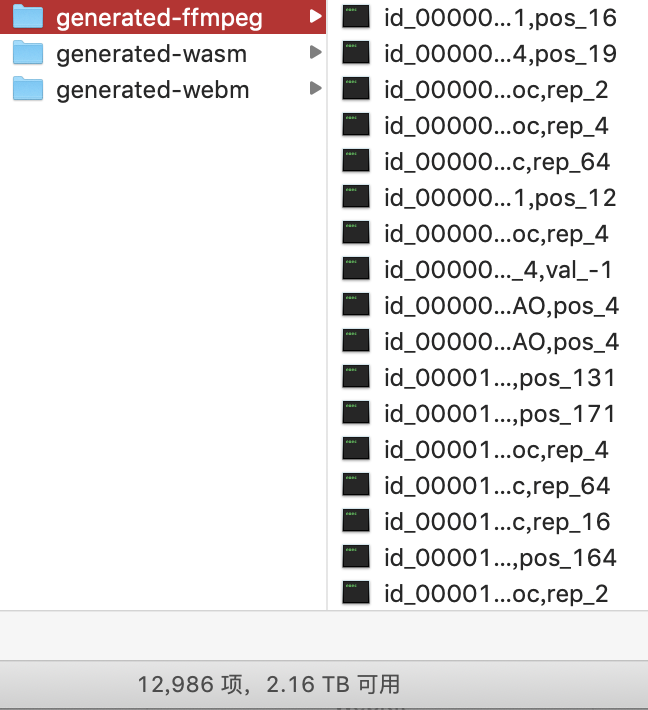 generated-ffmpeg
generated-wasm
generated-webm
id_00000...1,pos_16
id_00000...4,pos_19
id_00000...oc,rep_2
id_00000...oc,rep_4
id_00000...c,rep_64
id_00000...1,pos_12
id_00000...oc,rep_4
id_00000..._4,val_-1
id_00000...AO,pos_4
id_00000...AO,pos_4
id_00001...,pos_131
id_00001...,pos_171
id_00001...oc,rep_4
id_00001...c,rep_64
id_00001...c,rep_16
id_00001...,pos_164
id_00001...oc,rep_2
12,986 项，2.16 TB 可用